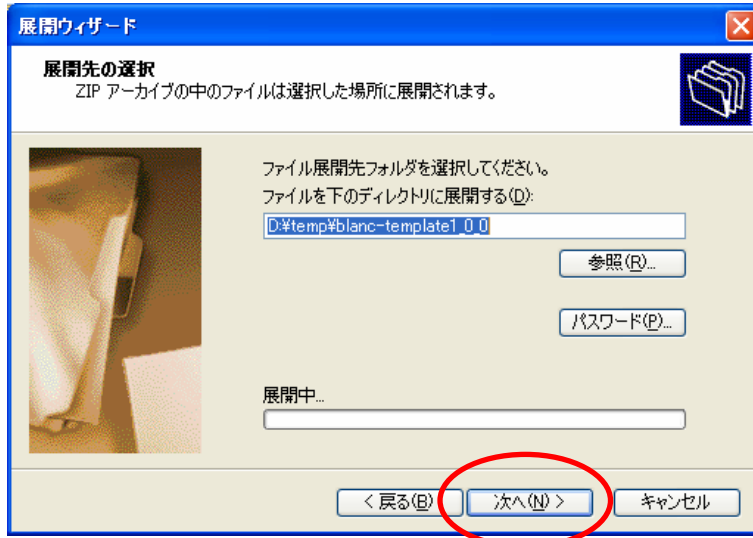 展開ウィザード
展開先の選択
ZIP アーカイブの中のファイルは選択した場所に展開されます。
ファイル展開先フォルダを選択してください。
ファイルを下のディレクトリに展開する(D):
D:¥temp¥blanc-template1_0_0
参照(R)...
パスワード(P)...
展開中...
< 戻る(B)
次へ(N) >
キャンセル